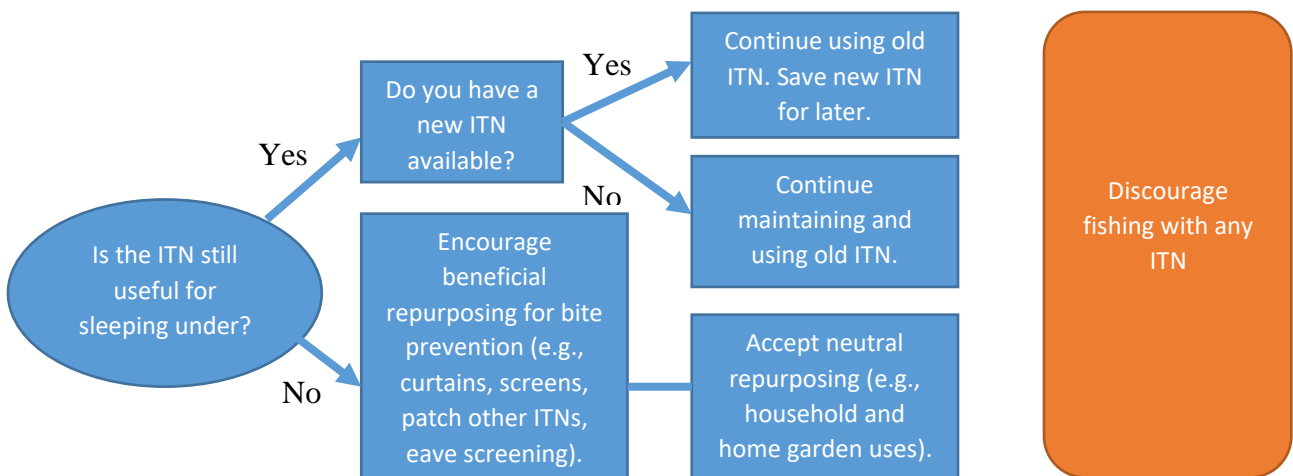 Is the ITN still
useful for
sleeping under?
Yes
Do you have a
new ITN
available?
Yes
Continue using old
ITN. Save new ITN
for later.
No
Continue
maintaining and
using old ITN.
No
Encourage
beneficial
repurposing for bite
prevention (e.g.,
curtains, screens,
patch other ITNs,
eave screening).
Accept neutral
repurposing (e.g.,
household and
home garden uses).
Discourage
fishing with any
ITN